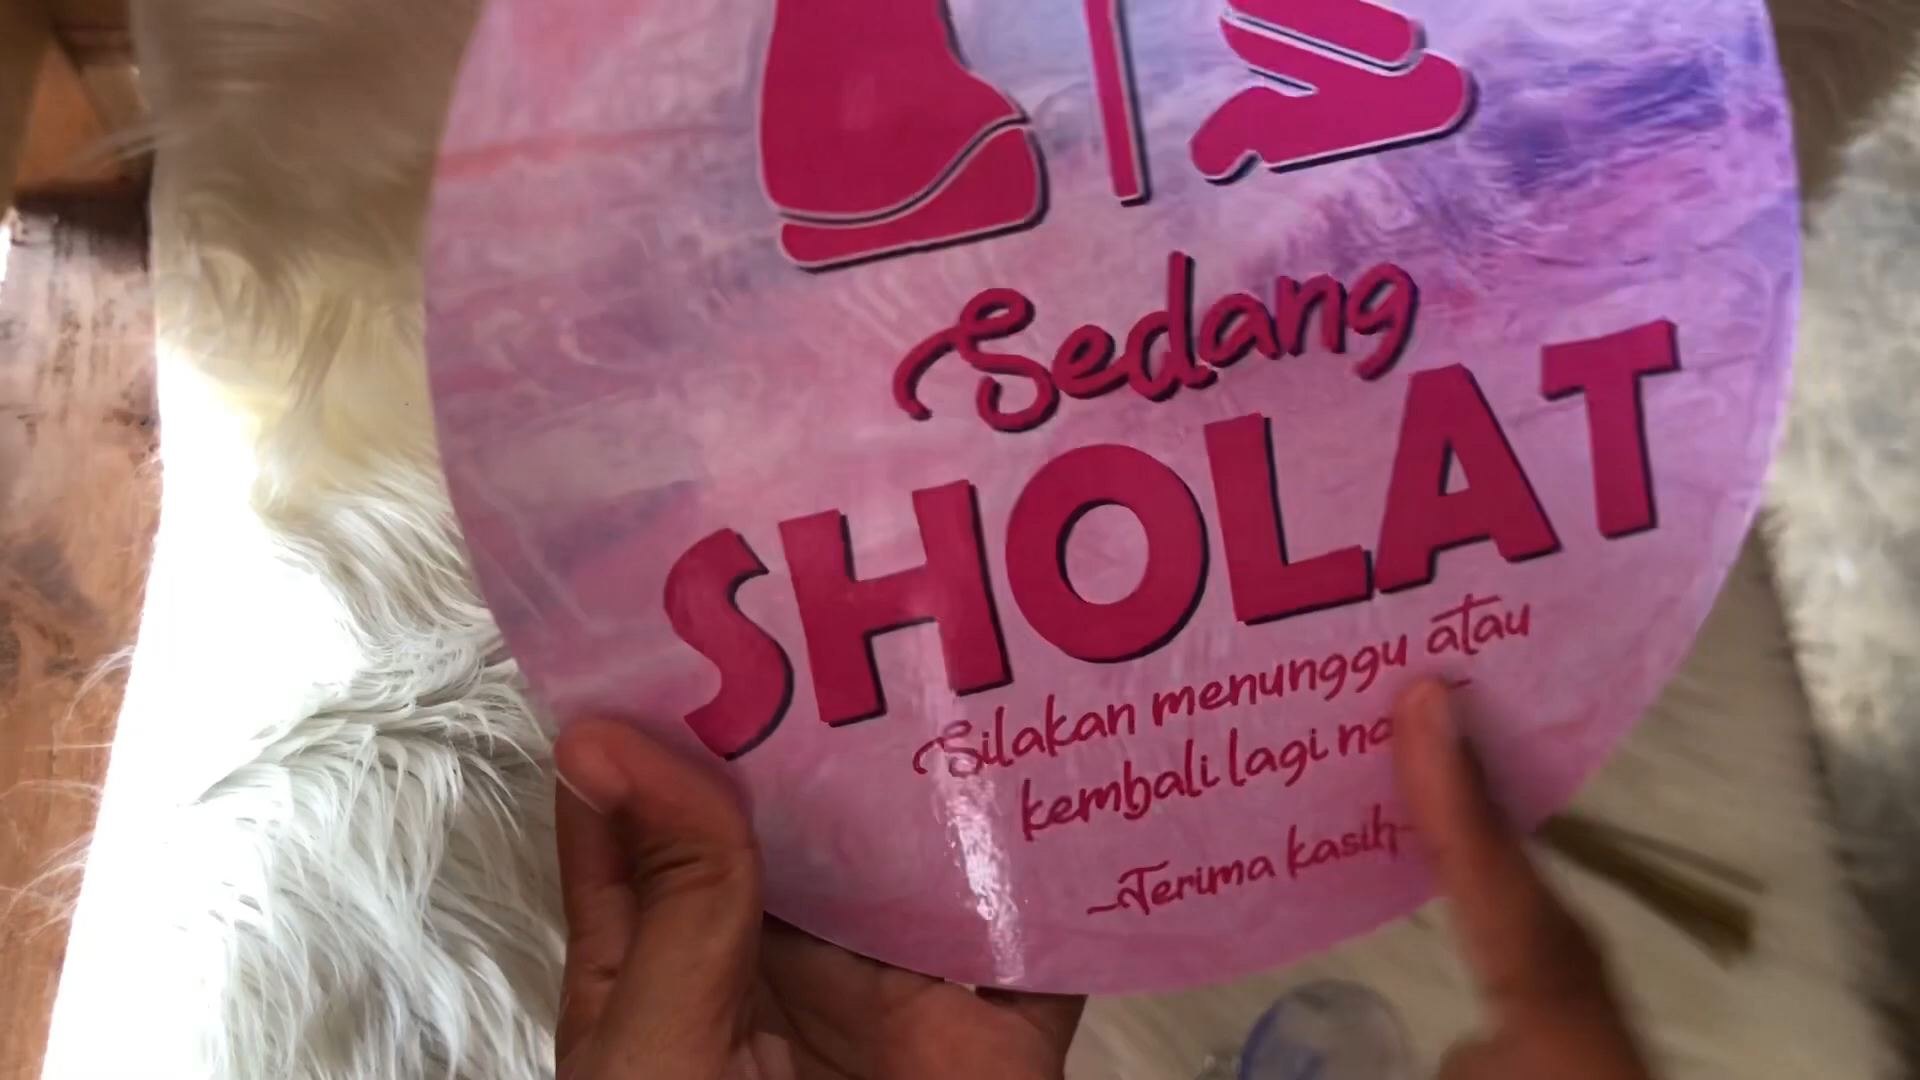 Sedang
SHOLAT
Silakan menunggu atau
kembali lagi
~Terima kasih~